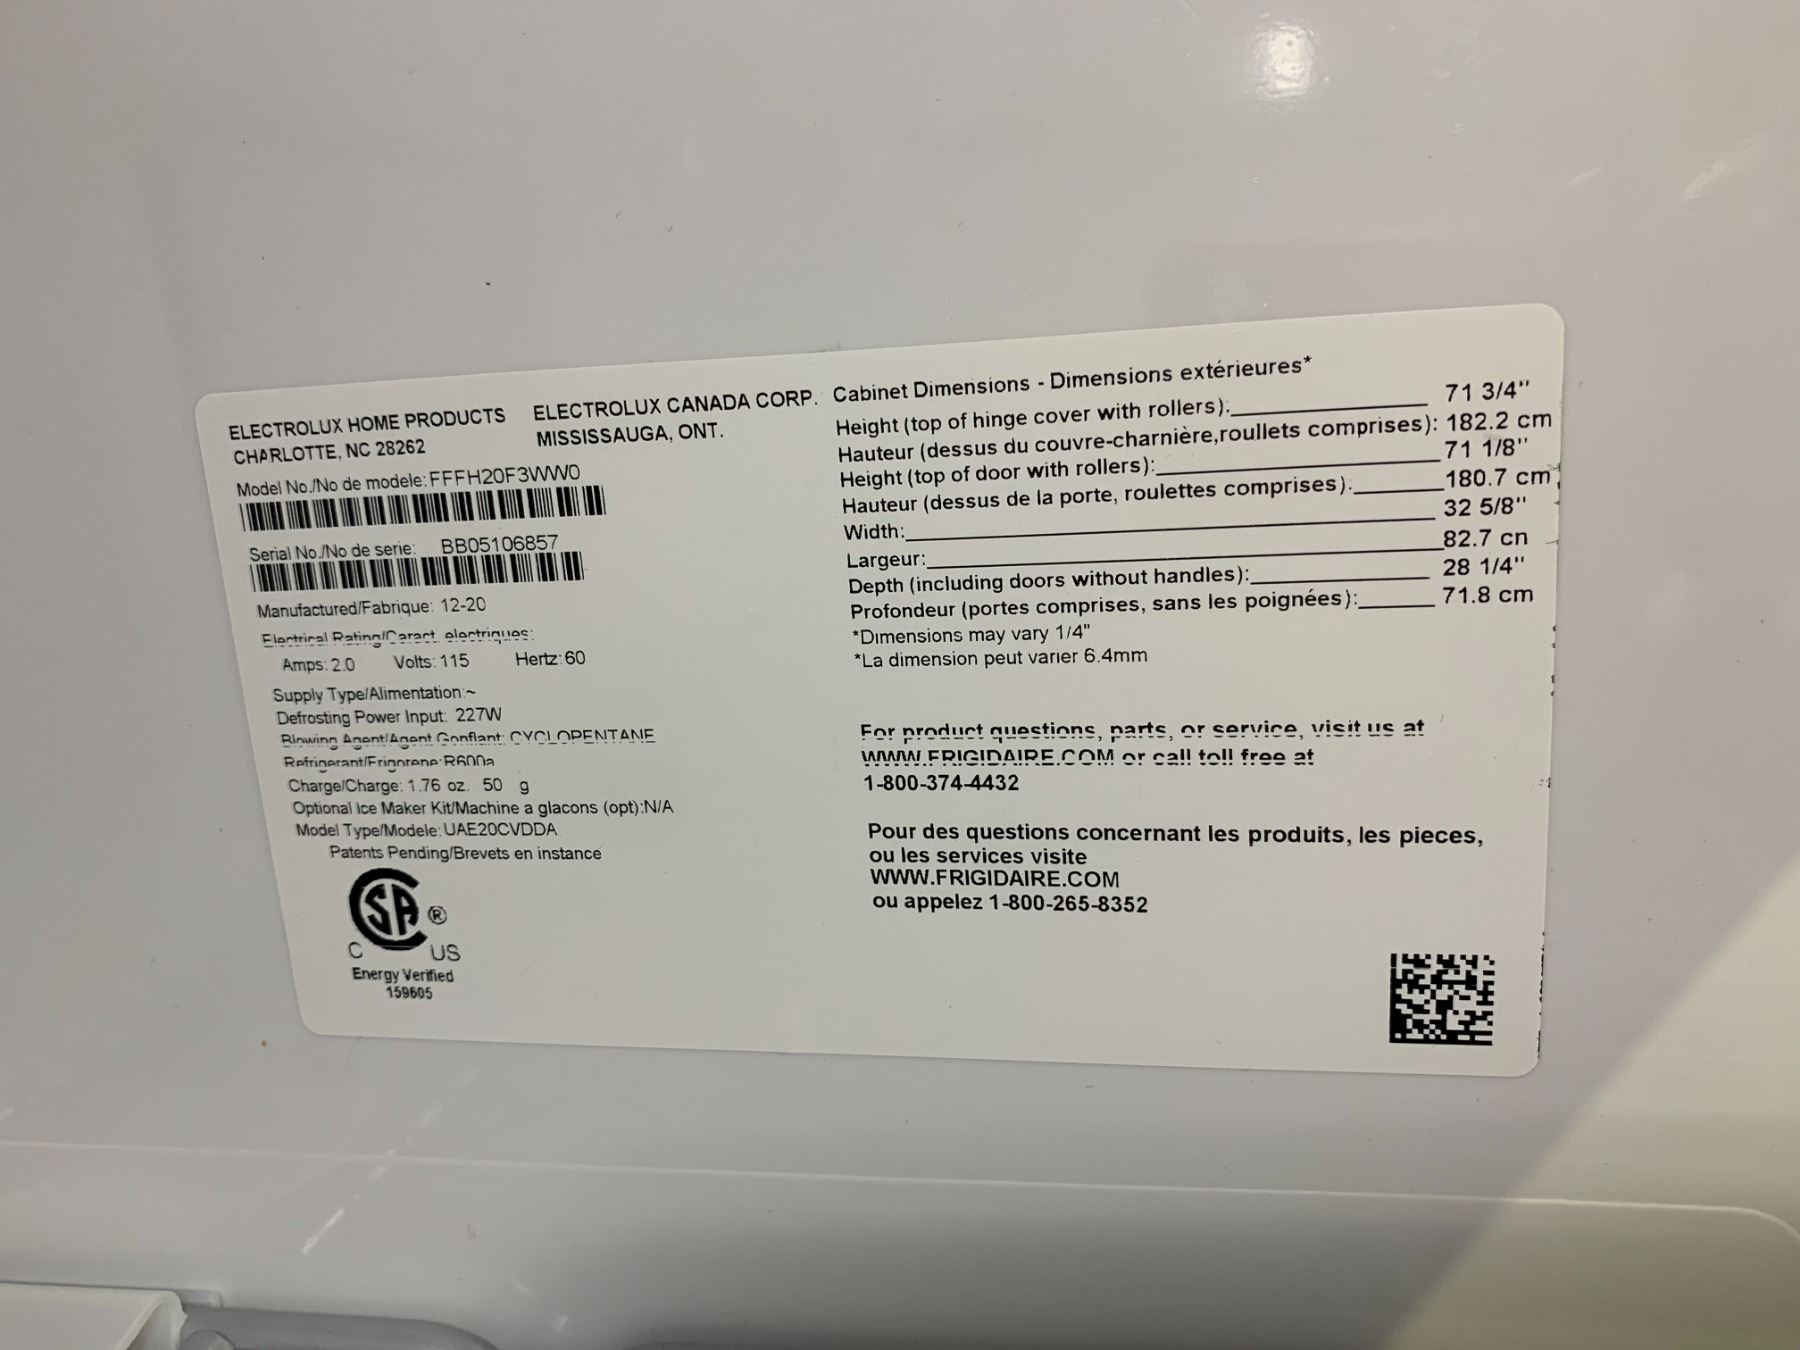 ELECTROLUX HOME PRODUCTS
CHARLOTTE, NC 28262
ELECTROLUX CANADA CORP.
MISSISSAUGA, ONT.
Model No./No de modele:FFFH20F3WW0
Serial No./No de serie: BB05106857
Manufactured/Fabrique: 12-20
Electrical Rating/Caract. electriques:
Amps: 2.0 Volts: 115 Hertz: 60
Supply Type/Alimentation:~
Defrosting Power Input: 227W
Blowing Agent/Agent Gonflant: CYCLOPENTANE
Refrigerant/Frigorene:R600a
Charge/Charge: 1.76 oz. 50 g
Optional Ice Maker Kit/Machine a glacons (opt):N/A
Model Type/Modele: UAE20CVDDA
Patents Pending/Brevets en instance
CSA ®
C US
Energy Verified
159605
Cabinet Dimensions - Dimensions extérieures*
Height (top of hinge cover with rollers):71 3/4"
Hauteur (dessus du couvre-charnière,roullets comprises): 182.2 cm
Height (top of door with rollers):71 1/8"
Hauteur (dessus de la porte, roulettes comprises):180.7 cm
Width:32 5/8"
Largeur:82.7 cn
Depth (including doors without handles):28 1/4"
Profondeur (portes comprises, sans les poignées):71.8 cm
*Dimensions may vary 1/4"
*La dimension peut varier 6.4mm
For product questions, parts, or service, visit us at
WWW.FRIGIDAIRE.COM or call toll free at
1-800-374-4432
Pour des questions concernant les produits, les pieces,
ou les services visite
WWW.FRIGIDAIRE.COM
ou appelez 1-800-265-8352